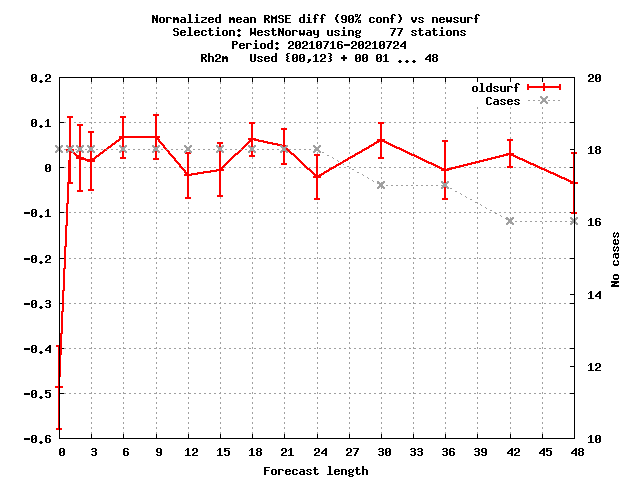 Normalized mean RMSE diff (90% conf) vs newsurf
Selection: WestNorway using    77 stations
Period: 20210716-20210724
Rh2m   Used {00,12} + 00 01 ... 48
oldsurf
Cases
0.2
0.1
0
-0.1
-0.2
-0.3
-0.4
-0.5
-0.6
20
18
16
14
12
10
No cases
0 3 6 9 12 15 18 21 24 27 30 33 36 39 42 45 48
Forecast length